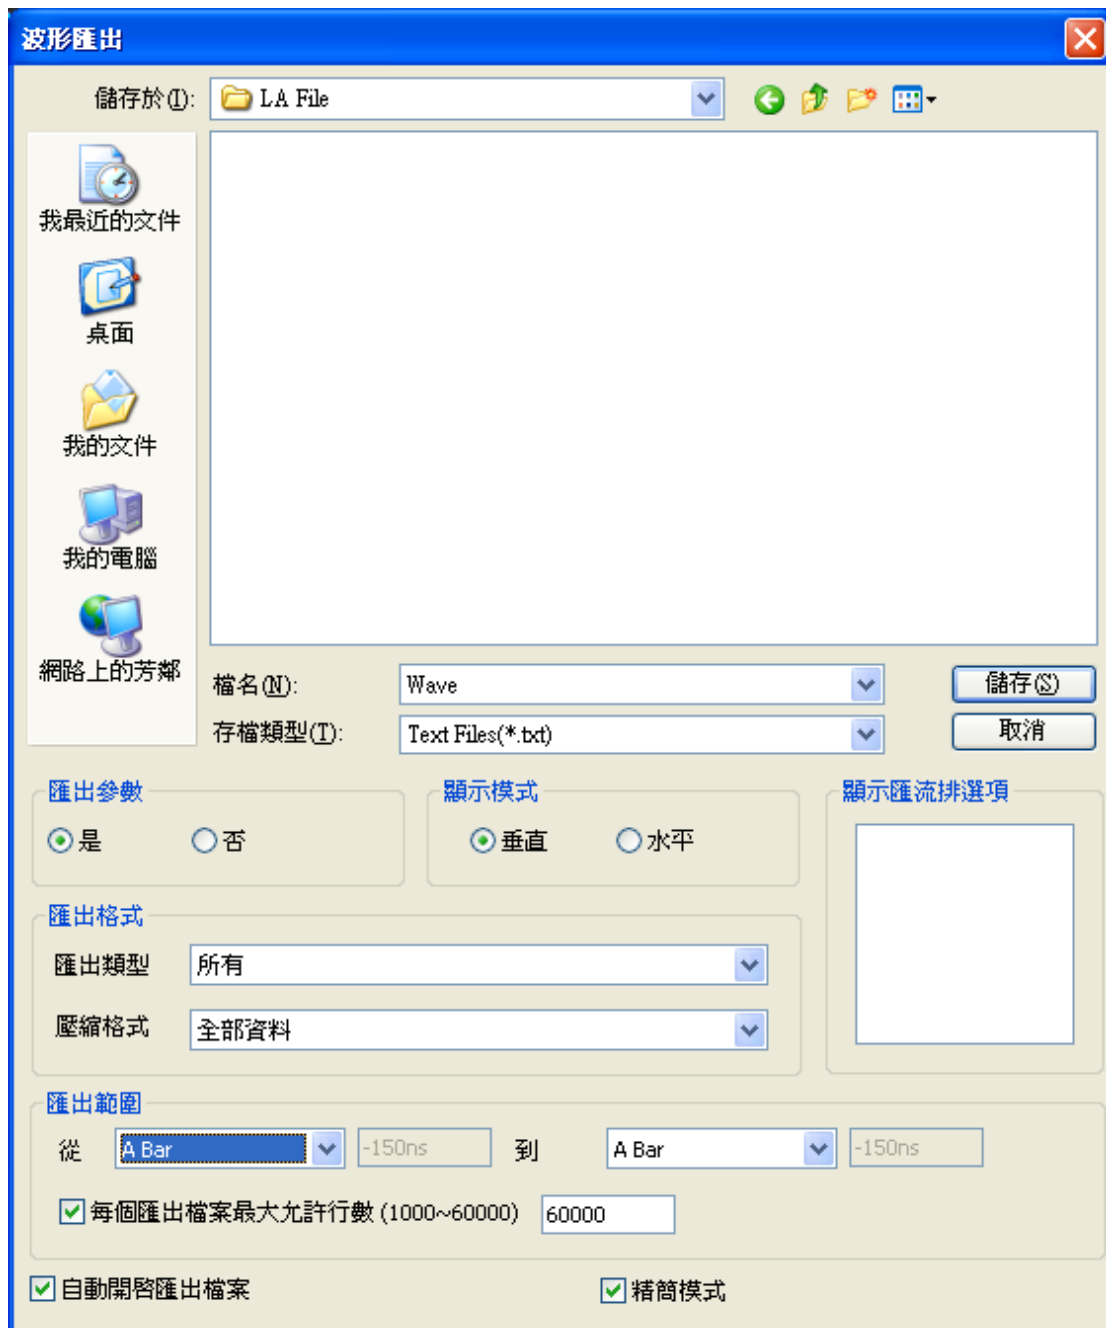 波形匯出
儲存於(I): LA File
我最近的文件
桌面
我的文件
我的電腦
網路上的芳鄰
檔名(N): Wave 儲存(S)
存檔類型(T): Text Files(*.txt) 取消
匯出參數 顯示模式 顯示匯流排選項
是 否 垂直 水平
匯出格式
匯出類型 所有
壓縮格式 全部資料
匯出範圍
從 A Bar -150ns 到 A Bar -150ns
每個匯出檔案最大允許行數 (1000~60000) 60000
自動開啓匯出檔案 精簡模式